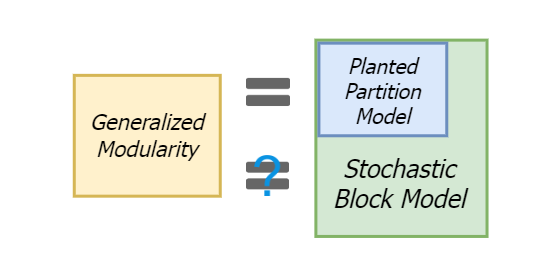 Generalized
Modularity
=
Planted
Partition
Model
=
?
Stochastic
Block Model